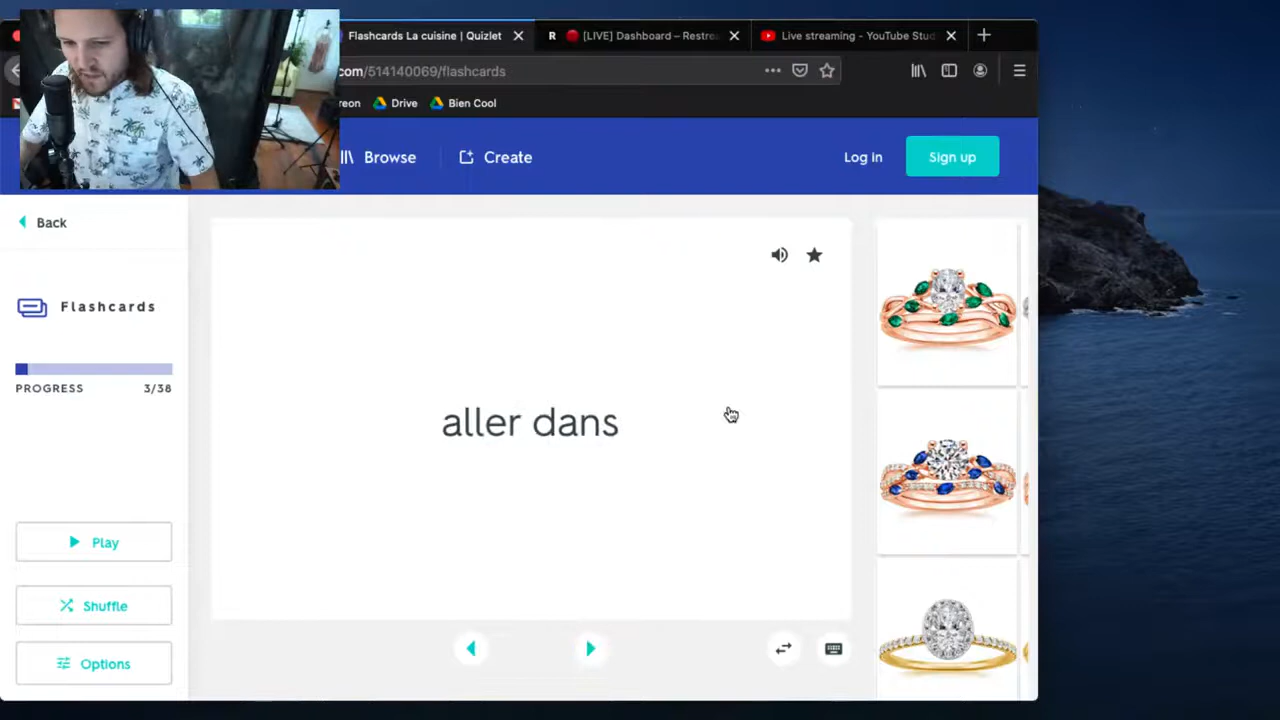 Flashcards La cuisine | Quizlet
R [LIVE] Dashboard – Restre
Live streaming - YouTube Stud
com/514140069/flashcards
reon
Drive
Bien Cool
Browse
Create
Log in
Sign up
Back
Flashcards
PROGRESS 3/38
aller dans
Play
Shuffle
Options